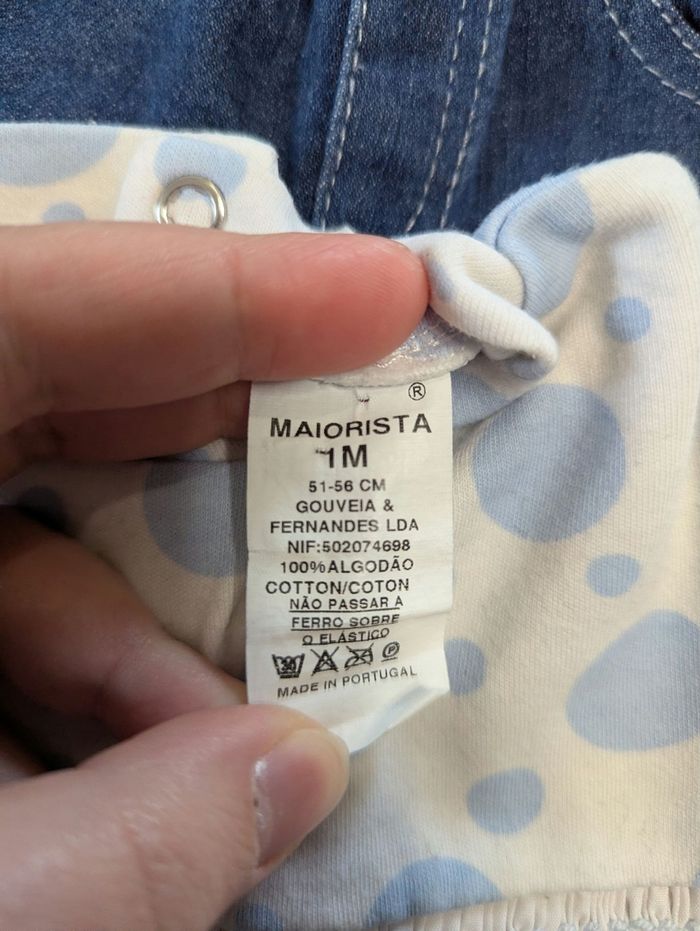 ®
MAIORISTA
1M
51-56 CM
GOUVEIA &
FERNANDES LDA
NIF:502074698
100%ALGODÃO
COTTON/COTON
NÃO PASSAR A
FERRO SOBRE
O ELÁSTICO
30 P
MADE IN PORTUGAL